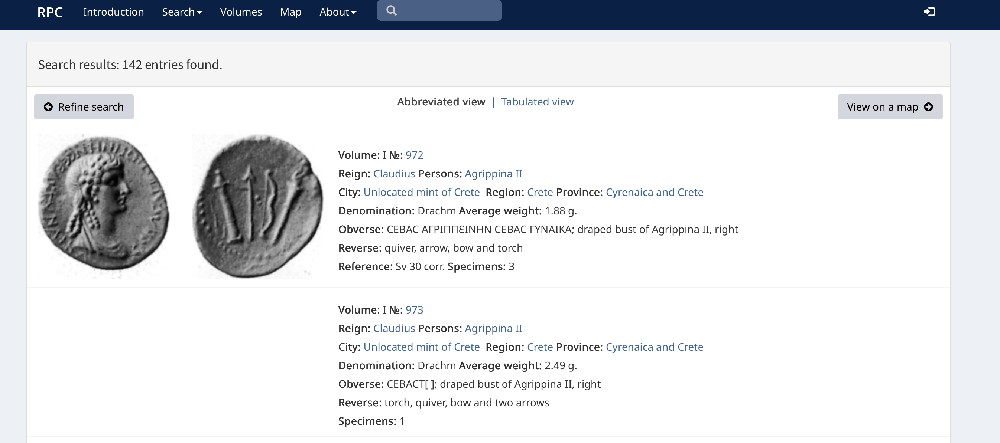 RPC Introduction Search Volumes Map About
Search results: 142 entries found.
Refine search Abbreviated view | Tabulated view View on a map
Volume: I №: 972
Reign: Claudius Persons: Agrippina II
City: Unlocated mint of Crete Region: Crete Province: Cyrenaica and Crete
Denomination: Drachm Average weight: 1.88 g.
Obverse: ϹΕΒΑϹ ΑΓΡΙΠΠƐΙΝΗΝ ϹΕΒΑϹ ΓΥΝΑΙΚΑ; draped bust of Agrippina II, right
Reverse: quiver, arrow, bow and torch
Reference: Sv 30 corr. Specimens: 3
Volume: I №: 973
Reign: Claudius Persons: Agrippina II
City: Unlocated mint of Crete Region: Crete Province: Cyrenaica and Crete
Denomination: Drachm Average weight: 2.49 g.
Obverse: ϹΕΒΑϹΤ[ ]; draped bust of Agrippina II, right
Reverse: torch, quiver, bow and two arrows
Specimens: 1